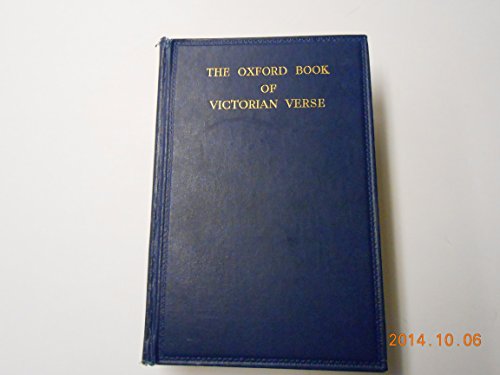 THE OXFORD BOOK
OF
VICTORIAN VERSE
2014.10.06